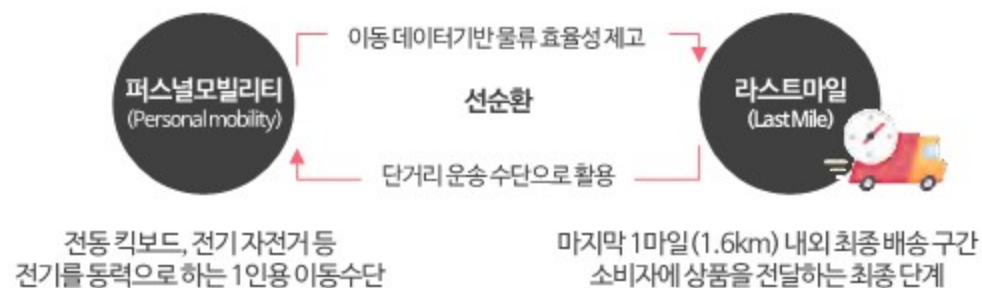 이동 데이터기반 물류 효율성 제고
퍼스널모빌리티
(Personal mobility)
선순환
라스트마일
(Last Mile)
단거리 운송 수단으로 활용
전동 킥보드, 전기 자전거 등
전기를 동력으로 하는 1인용 이동수단
마지막 1마일(1.6km) 내외 최종 배송 구간
소비자에 상품을 전달하는 최종 단계